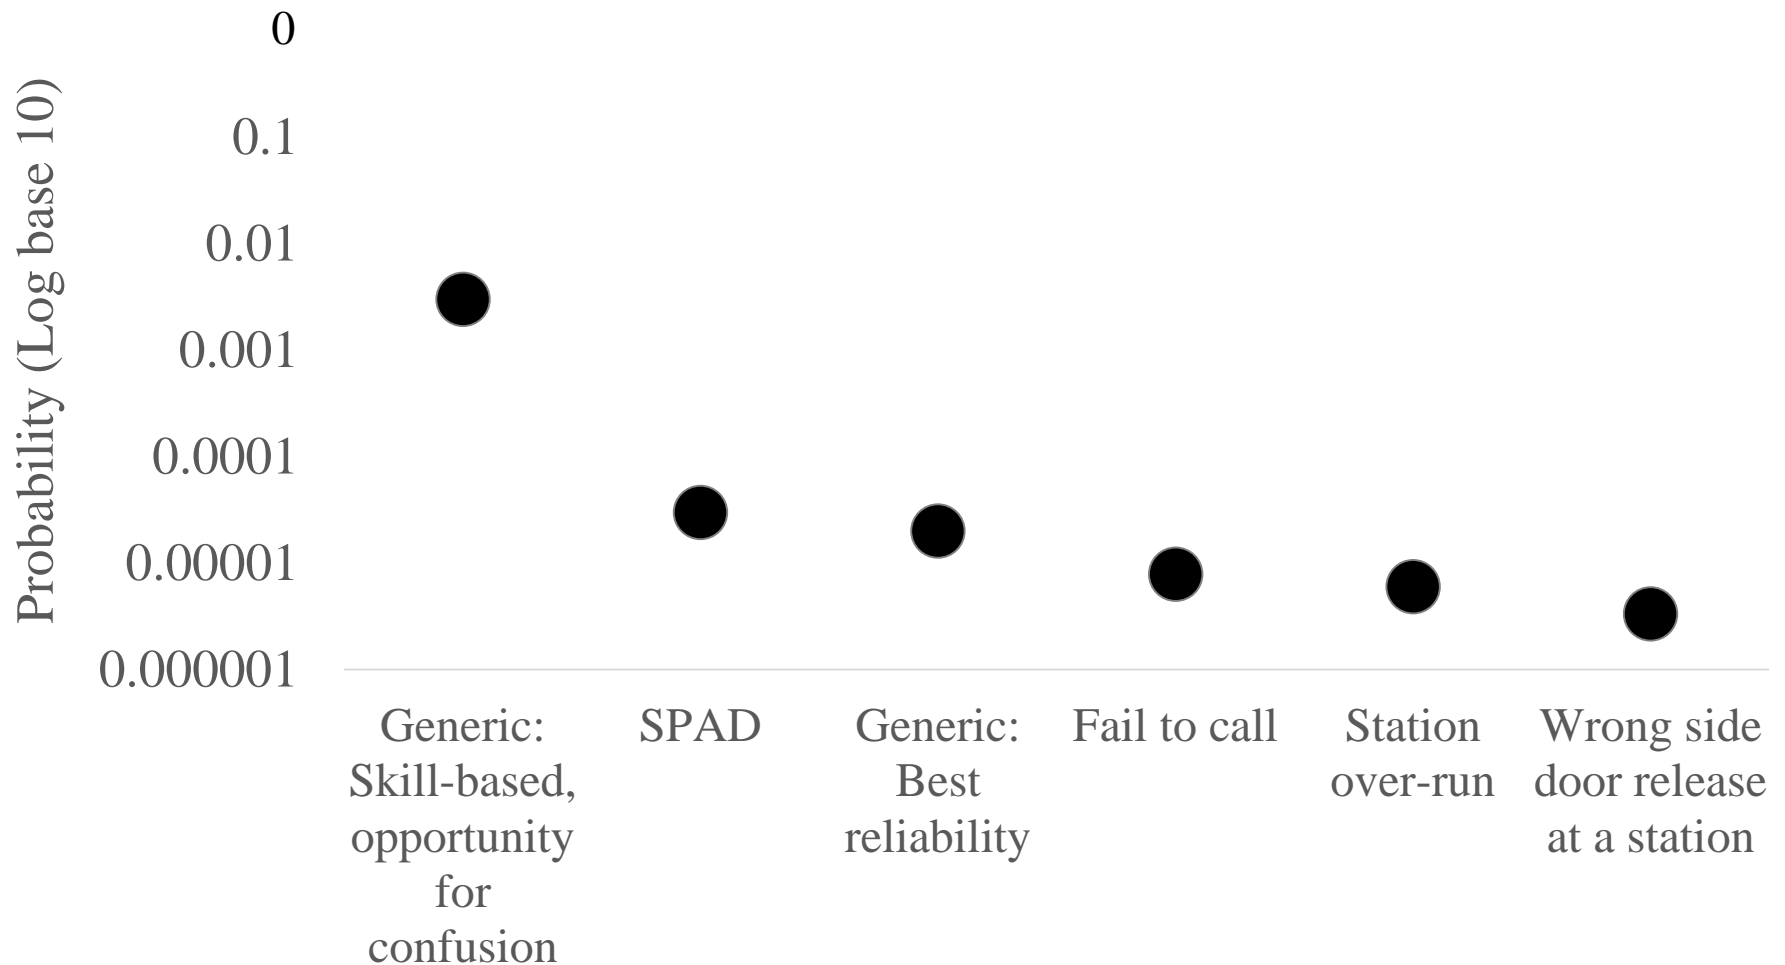 Probability (Log base 10)
0
0.1
0.01
0.001
0.0001
0.00001
0.000001
Generic:
Skill-based,
opportunity
for
confusion
SPAD
Generic:
Best
reliability
Fail to call
Station
over-run
Wrong side
door release
at a station